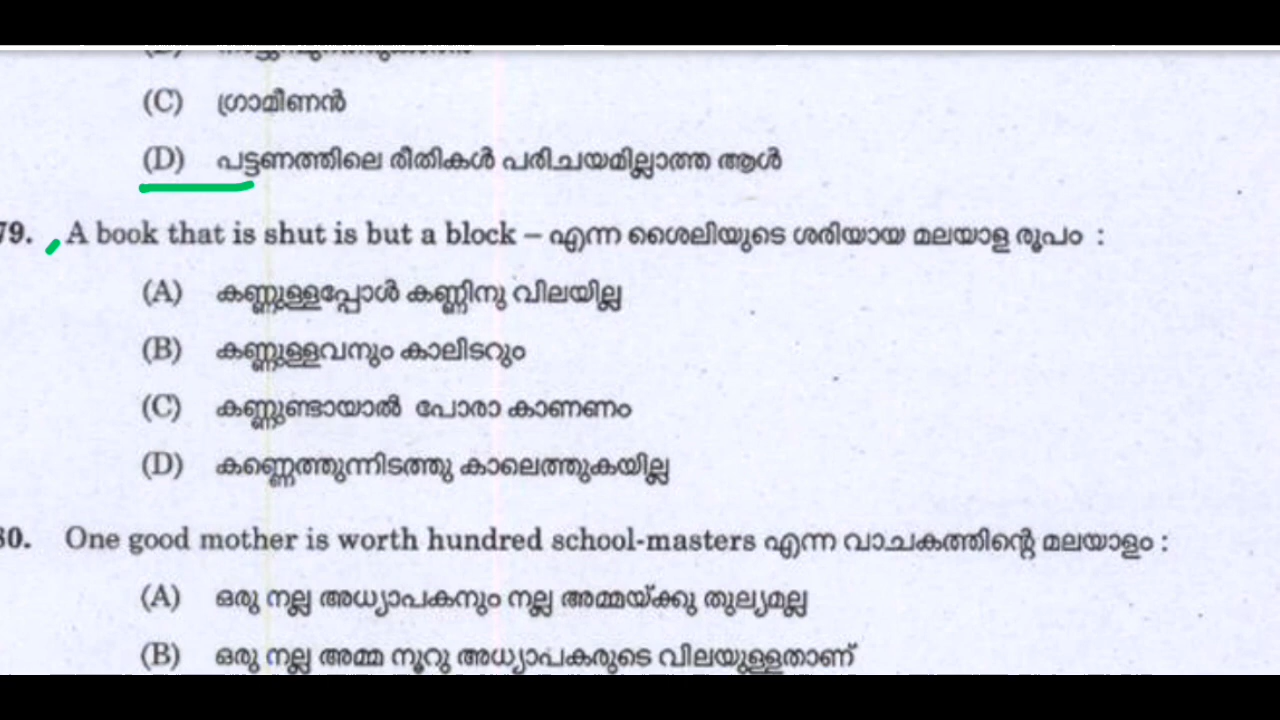 (C) ഗ്രാമീണൻ
(D) പട്ടണത്തിലെ രീതികൾ പരിചയമില്ലാത്ത ആൾ
79. A book that is shut is but a block – എന്ന ശൈലിയുടെ ശരിയായ മലയാള രൂപം :
(A) കണ്ണുള്ളപ്പോൾ കണ്ണിനു വിലയില്ല
(B) കണ്ണുള്ളവനും കാലിടറും
(C) കണ്ണുണ്ടായാൽ പോരാ കാണണം
(D) കണ്ണെത്തുന്നിടത്തു കാലെത്തുകയില്ല
80. One good mother is worth hundred school-masters എന്ന വാചകത്തിന്റെ മലയാളം :
(A) ഒരു നല്ല അധ്യാപകനും നല്ല അമ്മയ്ക്കു തുല്യമല്ല
(B) ഒരു നല്ല അമ്മ നൂറു അധ്യാപകരുടെ വിലയുള്ളതാണ്